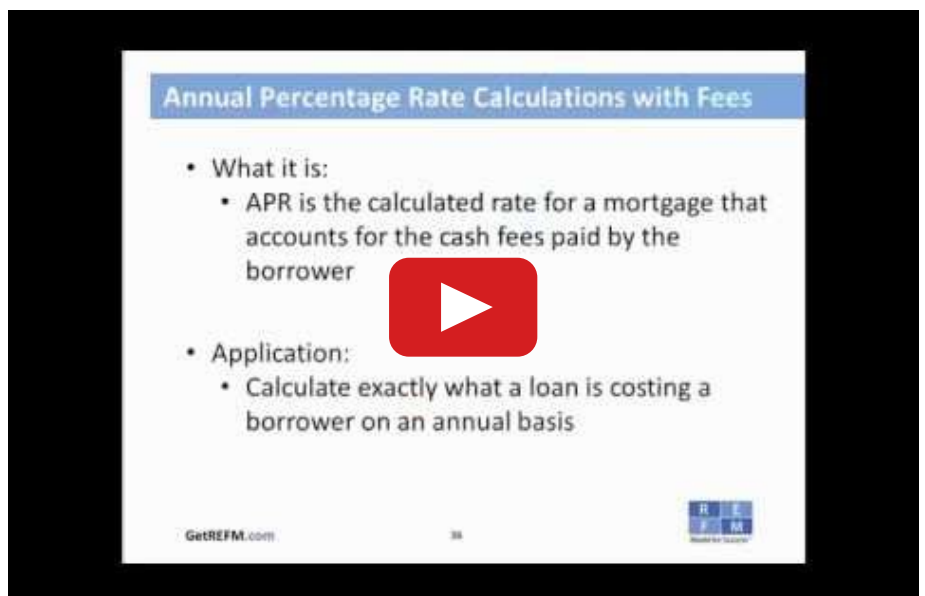 Annual Percentage Rate Calculations with Fees
• What it is:
• APR is the calculated rate for a mortgage that
accounts for the cash fees paid by the
borrower
• Application:
• Calculate exactly what a loan is costing a
borrower on an annual basis
GetREFM.com
R E
F M